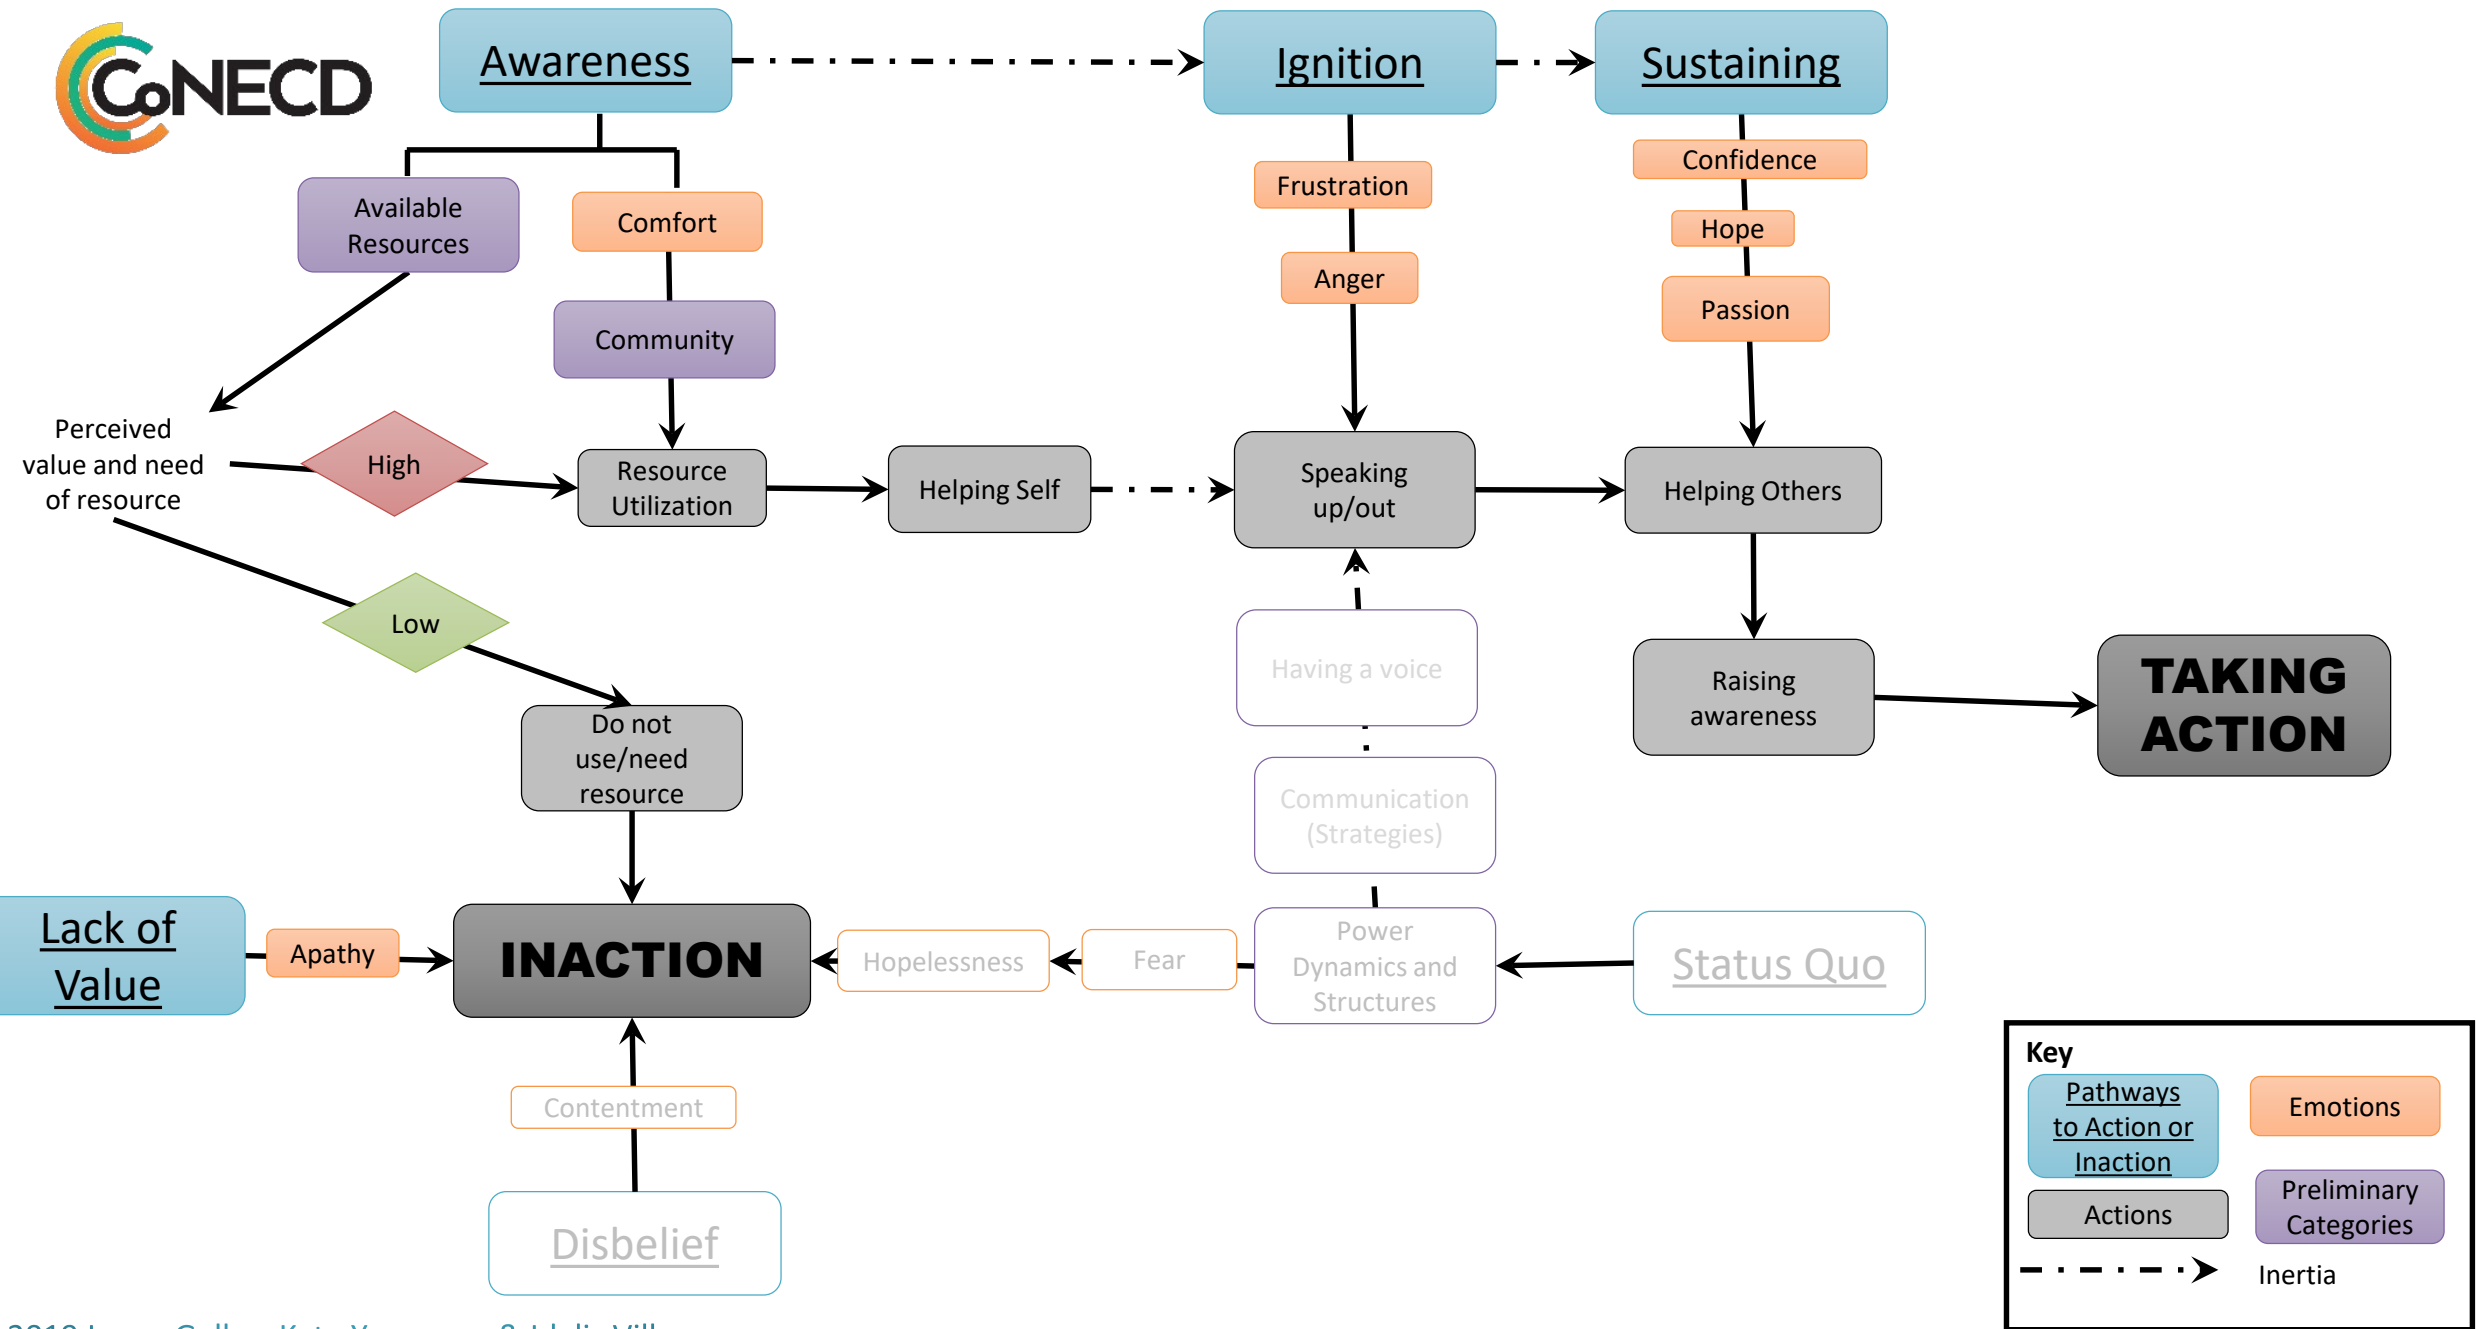 CoNECD
Awareness
Ignition
Sustaining
Available
Resources
Comfort
Community
Frustration
Anger
Confidence
Hope
Passion
Perceived
value and need
of resource
High
Resource
Utilization
Helping Self
Speaking
up/out
Helping Others
Low
Do not
use/need
resource
Having a voice
Communication
(Strategies)
Raising
awareness
TAKING
ACTION
Lack of
Value
Apathy
INACTION
Hopelessness
Fear
Power
Dynamics and
Structures
Status Quo
Contentment
Disbelief
Key
Pathways
to Action or
Inaction
Emotions
Actions
Preliminary
Categories
Inertia